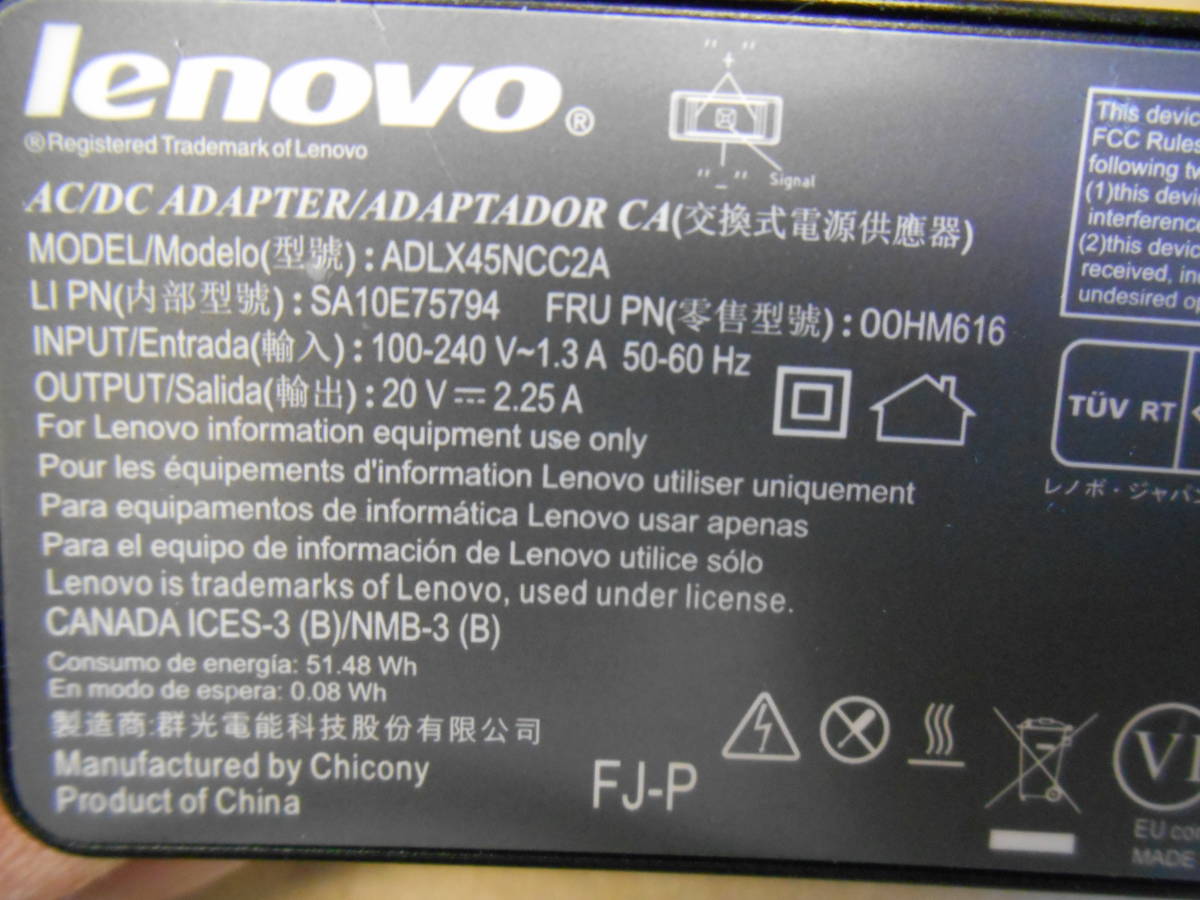 lenovo®
" + "
® Registered Trademark of Lenovo
" – "
Signal
AC/DC ADAPTER/ADAPTADOR CA(交換式電源供應器)
MODEL/Modelo(型號) : ADLX45NCC2A
LI PN(内部型號) : SA10E75794 FRU PN(零售型號) : 00HM616
INPUT/Entrada(輸入) : 100-240 V~1.3 A 50-60 Hz
OUTPUT/Salida(輸出) : 20 V ⎓ 2.25 A
For Lenovo information equipment use only
Pour les équipements d'information Lenovo utiliser uniquement
Para equipamentos de informática Lenovo usar apenas
Para el equipo de información de Lenovo utilice sólo
Lenovo is trademarks of Lenovo, used under license.
CANADA ICES-3 (B)/NMB-3 (B)
Consumo de energía: 51.48 Wh
En modo de espera: 0.08 Wh
製造商:群光電能科技股份有限公司
Manufactured by Chicony
Product of China
FJ-P
This devic
FCC Rules
following tw
(1)this devi
interference
(2)this devic
received, in
undesired o
TÜV RT
レノボ・ジャパ
VI
EU co
MADE